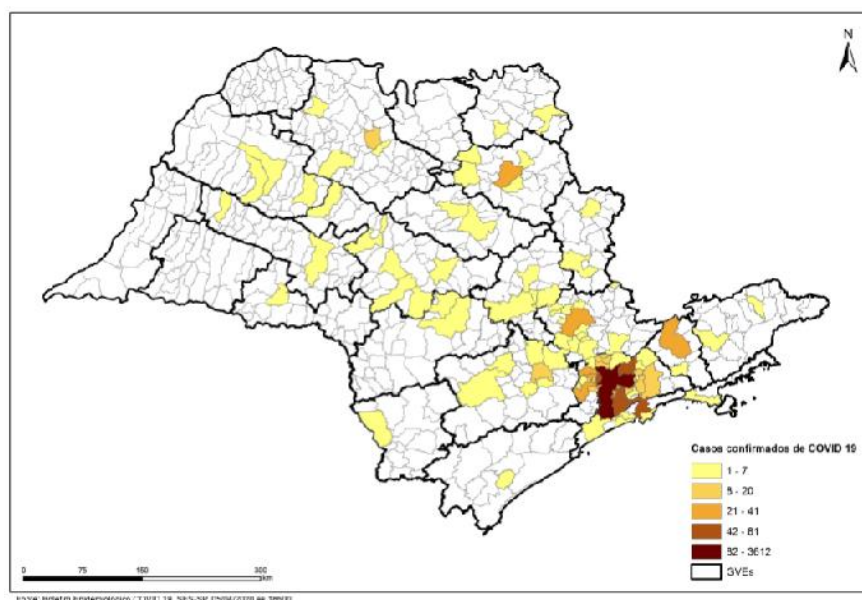 N
Casos confirmados de COVID 19
1 - 7
8 - 20
21 - 41
42 - 81
82 - 3612
GVEs
0 75 150 300
km